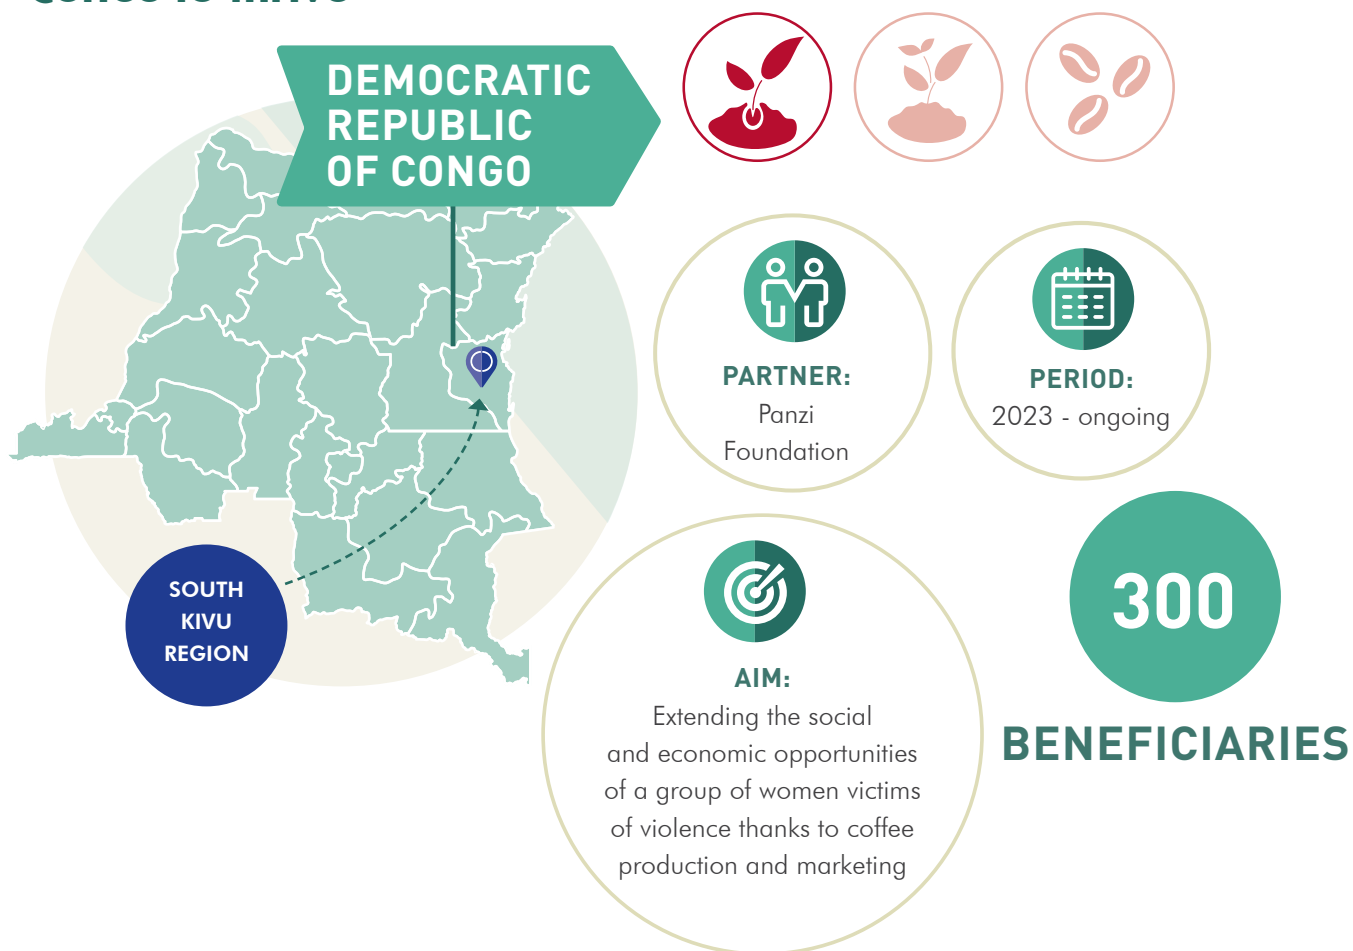 DEMOCRATIC
REPUBLIC
OF CONGO
PARTNER:
Panzi
Foundation
PERIOD:
2023 - ongoing
SOUTH
KIVU
REGION
AIM:
Extending the social
and economic opportunities
of a group of women victims
of violence thanks to coffee
production and marketing
300
BENEFICIARIES